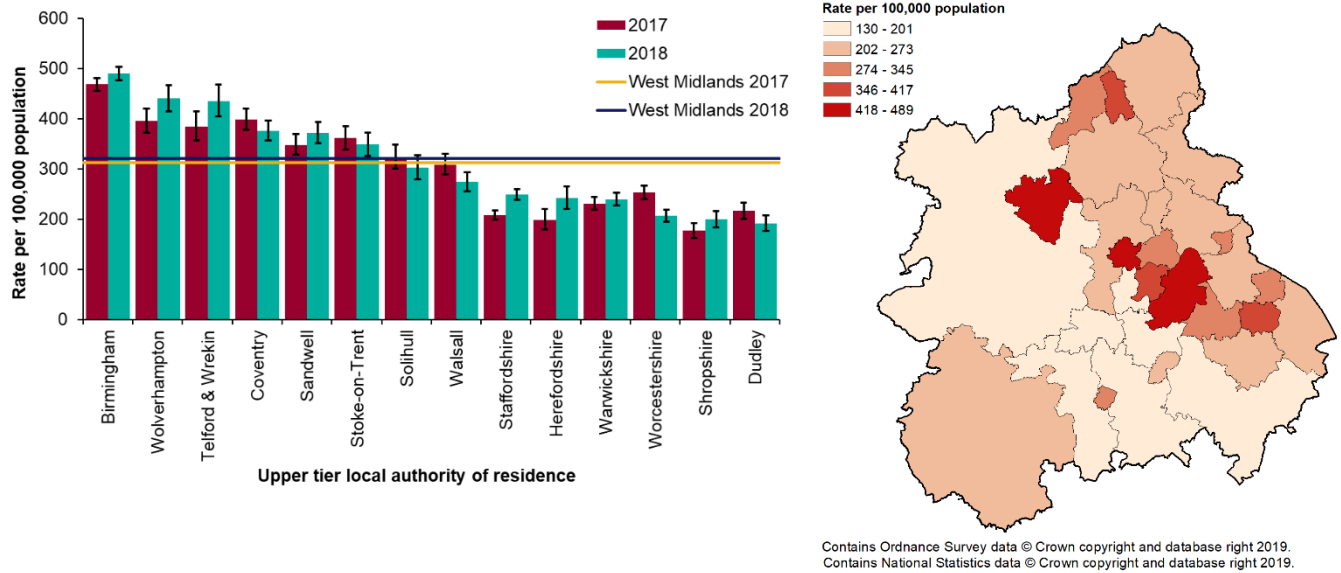 Rate per 100,000 population
600
500
400
300
200
100
0
2017
2018
West Midlands 2017
West Midlands 2018
Birmingham
Wolverhampton
Telford & Wrekin
Coventry
Sandwell
Stoke-on-Trent
Solihull
Walsall
Staffordshire
Herefordshire
Warwickshire
Worcestershire
Shropshire
Dudley
Upper tier local authority of residence
Rate per 100,000 population
130 - 201
202 - 273
274 - 345
346 - 417
418 - 489
Contains Ordnance Survey data © Crown copyright and database right 2019.
Contains National Statistics data © Crown copyright and database right 2019.